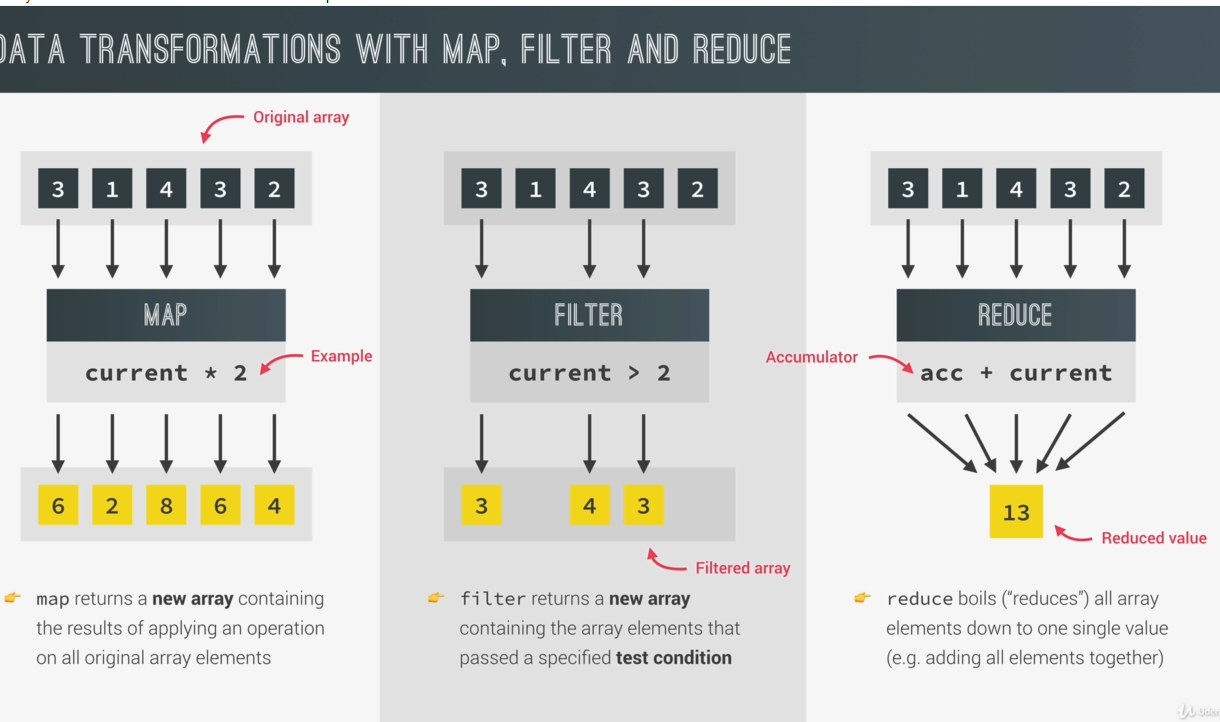 DATA TRANSFORMATIONS WITH MAP, FILTER AND REDUCE
Original array
3 1 4 3 2
MAP
current * 2
Example
6 2 8 6 4
map returns a new array containing
the results of applying an operation
on all original array elements
3 1 4 3 2
FILTER
current > 2
3 4 3
Filtered array
filter returns a new array
containing the array elements that
passed a specified test condition
3 1 4 3 2
REDUCE
Accumulator
acc + current
13
Reduced value
reduce boils (“reduces”) all array
elements down to one single value
(e.g. adding all elements together)